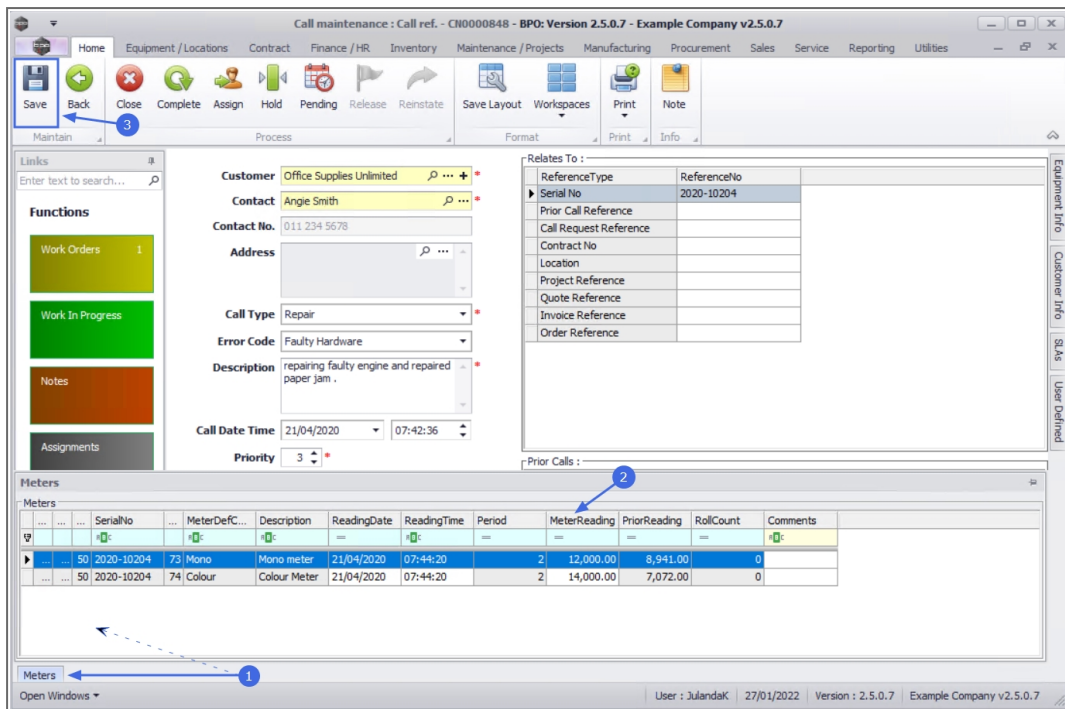 Call maintenance : Call ref. - CN0000848 - BPO: Version 2.5.0.7 - Example Company v2.5.0.7
Home Equipment / Locations Contract Finance / HR Inventory Maintenance / Projects Manufacturing Procurement Sales Service Reporting Utilities
Save Back Close Complete Assign Hold Pending Release Reinstate Save Layout Workspaces Print Note
3
Maintain Process Format Print Info
Links
Enter text to search...
Functions
Work Orders 1
Work In Progress
Notes
Assignments
Customer Office Supplies Unlimited *
Contact Angie Smith *
Contact No. 011 234 5678
Address
Call Type Repair *
Error Code Faulty Hardware
Description repairing faulty engine and repaired *
paper jam .
Call Date Time 21/04/2020 07:42:36
Priority 3 *
Relates To :
ReferenceType ReferenceNo
Serial No 2020-10204
Prior Call Reference
Call Request Reference
Contract No
Location
Project Reference
Quote Reference
Invoice Reference
Order Reference
Prior Calls :
Equipment Info
Customer Info
SLAs
User Defined
2
Meters
Meters
... ... ... SerialNo ... MeterDefC... Description ReadingDate ReadingTime Period MeterReading PriorReading RollCount Comments
... ... 50 2020-10204 73 Mono Mono meter 21/04/2020 07:44:20 2 12,000.00 8,941.00 0
... ... 50 2020-10204 74 Colour Colour Meter 21/04/2020 07:44:20 2 14,000.00 7,072.00 0
Meters
1
Open Windows User : JulandaK 27/01/2022 Version : 2.5.0.7 Example Company v2.5.0.7